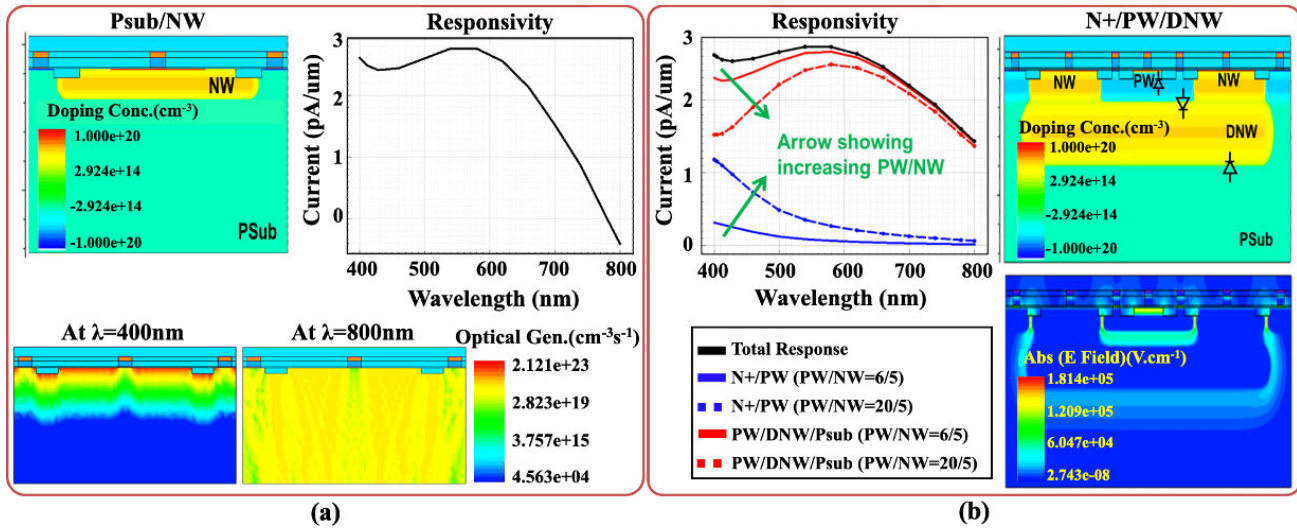 Psub/NW
NW
Doping Conc.(cm-3)
1.000e+20
2.924e+14
-2.924e+14
-1.000e+20
PSub
Responsivity
Current (pA/um)
3
2
1
0
400
500
600
700
800
Wavelength (nm)
At λ=400nm
At λ=800nm
Optical Gen.(cm-3s-1)
2.121e+23
2.823e+19
3.757e+15
4.563e+04
(a)
Responsivity
Current (pA/um)
3
2
1
0
Arrow showing
increasing PW/NW
400
500
600
700
800
Wavelength (nm)
Total Response
N+/PW (PW/NW=6/5)
N+/PW (PW/NW=20/5)
PW/DNW/Psub (PW/NW=6/5)
PW/DNW/Psub (PW/NW=20/5)
N+/PW/DNW
NW
PW
NW
Doping Conc.(cm-3)
DNW
1.000e+20
2.924e+14
-2.924e+14
-1.000e+20
PSub
Abs (E Field)(V.cm-1)
1.814e+05
1.209e+05
6.047e+04
2.743e-08
(b)